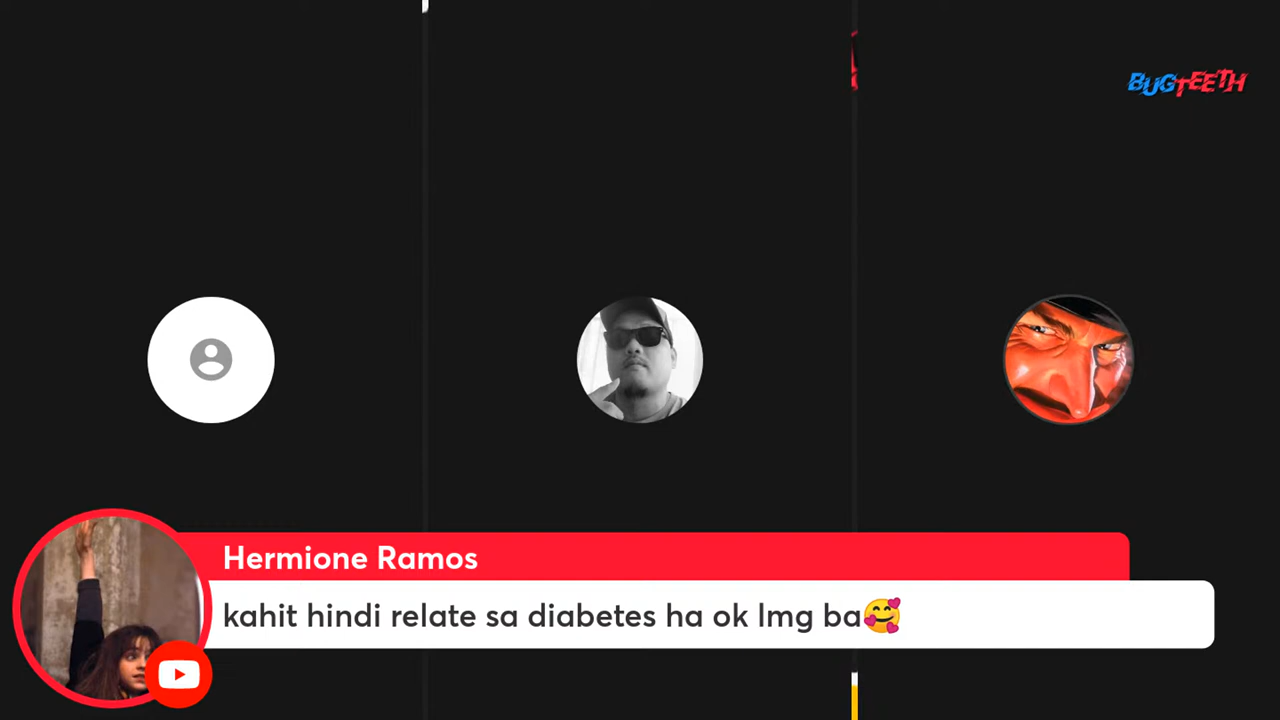 BUGTEETH
Hermione Ramos
kahit hindi relate sa diabetes ha ok lmg ba🥰